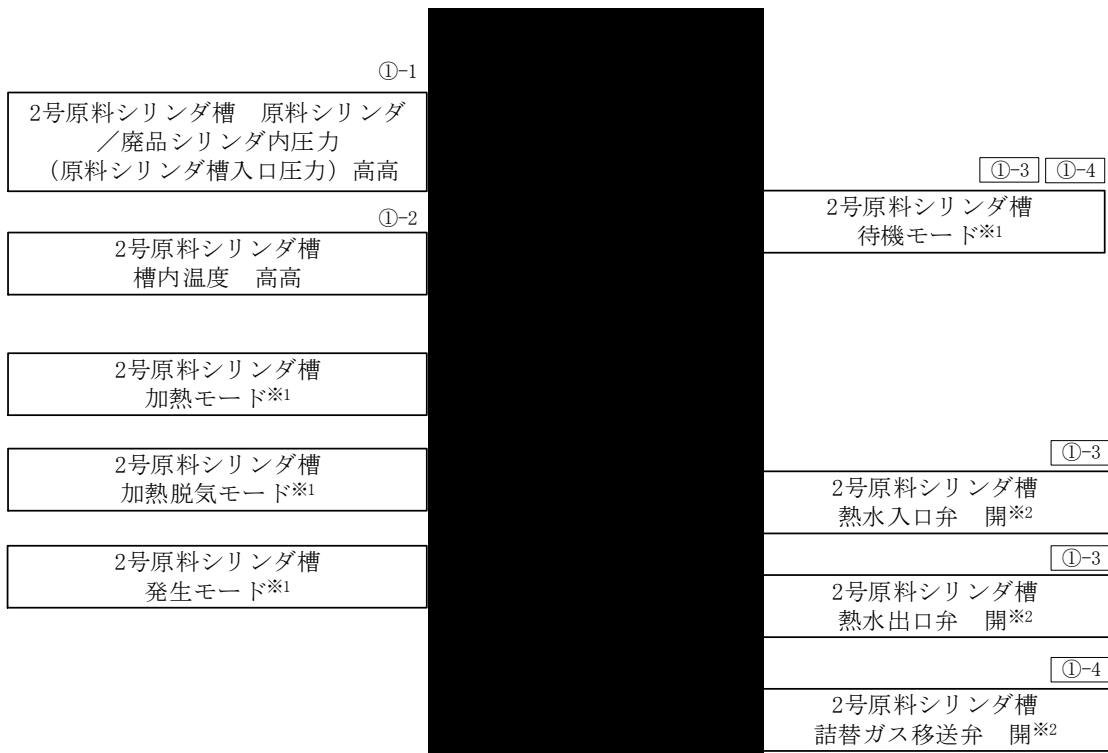 ①-1
2号原料シリンダ槽　原料シリンダ
／廃品シリンダ内圧力
（原料シリンダ槽入口圧力）高高
①-2
2号原料シリンダ槽
槽内温度　高高
2号原料シリンダ槽
加熱モード※1
2号原料シリンダ槽
加熱脱気モード※1
2号原料シリンダ槽
発生モード※1
①-3 ①-4
2号原料シリンダ槽
待機モード※1
①-3
2号原料シリンダ槽
熱水入口弁　開※2
①-3
2号原料シリンダ槽
熱水出口弁　開※2
①-4
2号原料シリンダ槽
詰替ガス移送弁　開※2